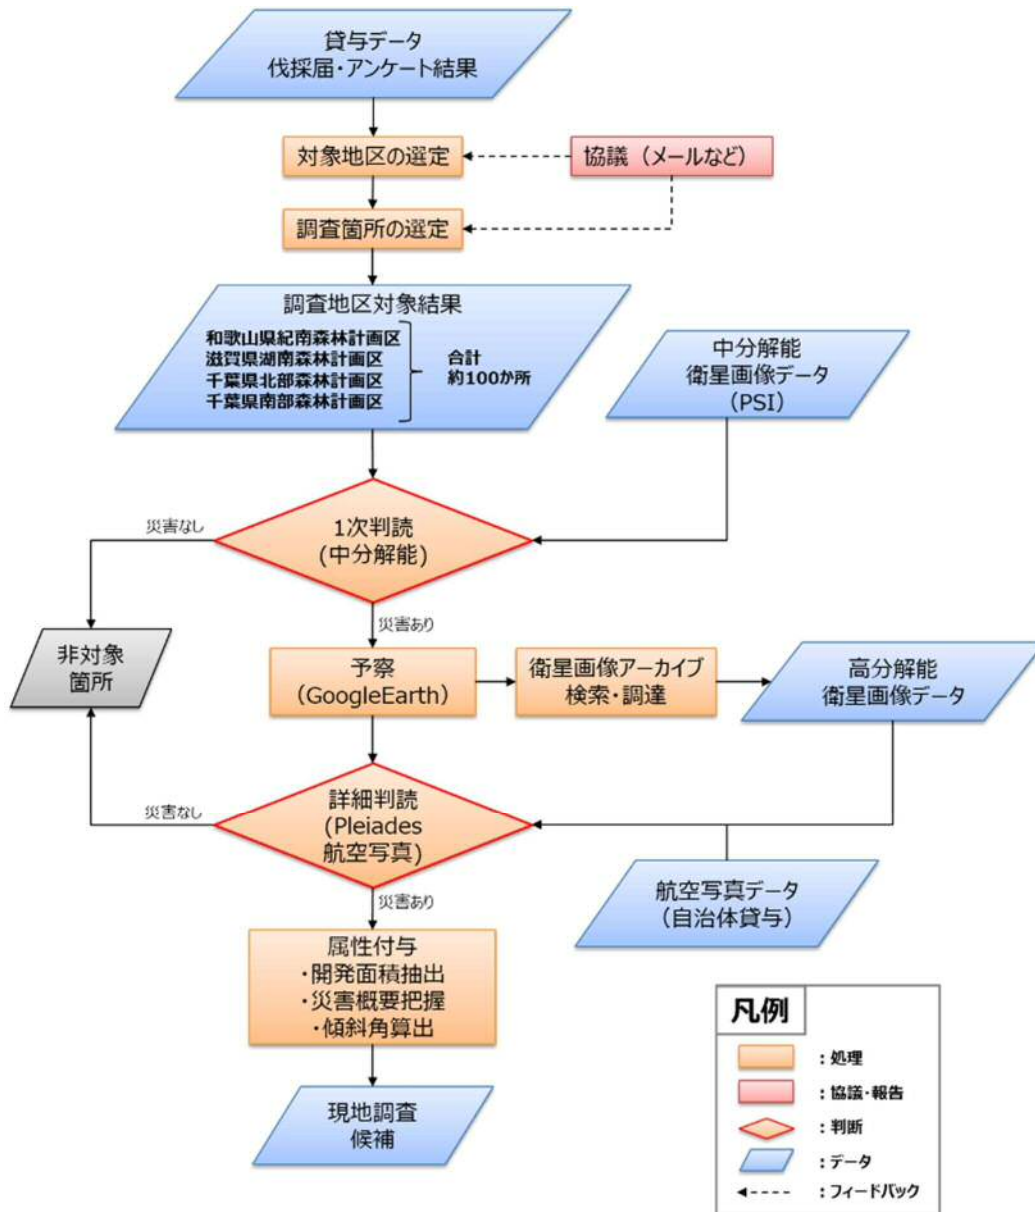 貸与データ
伐採届・アンケート結果
対象地区の選定
協議（メールなど）
調査箇所の選定
調査地区対象結果
和歌山県紀南森林計画区
滋賀県湖南森林計画区
千葉県北部森林計画区
千葉県南部森林計画区
合計
約100か所
中分解能
衛星画像データ
（PSI）
災害なし
1次判読
(中分解能)
災害あり
非対象
箇所
予察
（GoogleEarth）
衛星画像アーカイブ
検索・調達
高分解能
衛星画像データ
災害なし
詳細判読
(Pleiades
航空写真)
災害あり
航空写真データ
（自治体貸与）
属性付与
・開発面積抽出
・災害概要把握
・傾斜角算出
現地調査
候補
凡例
：処理
：協議・報告
：判断
：データ
：フィードバック